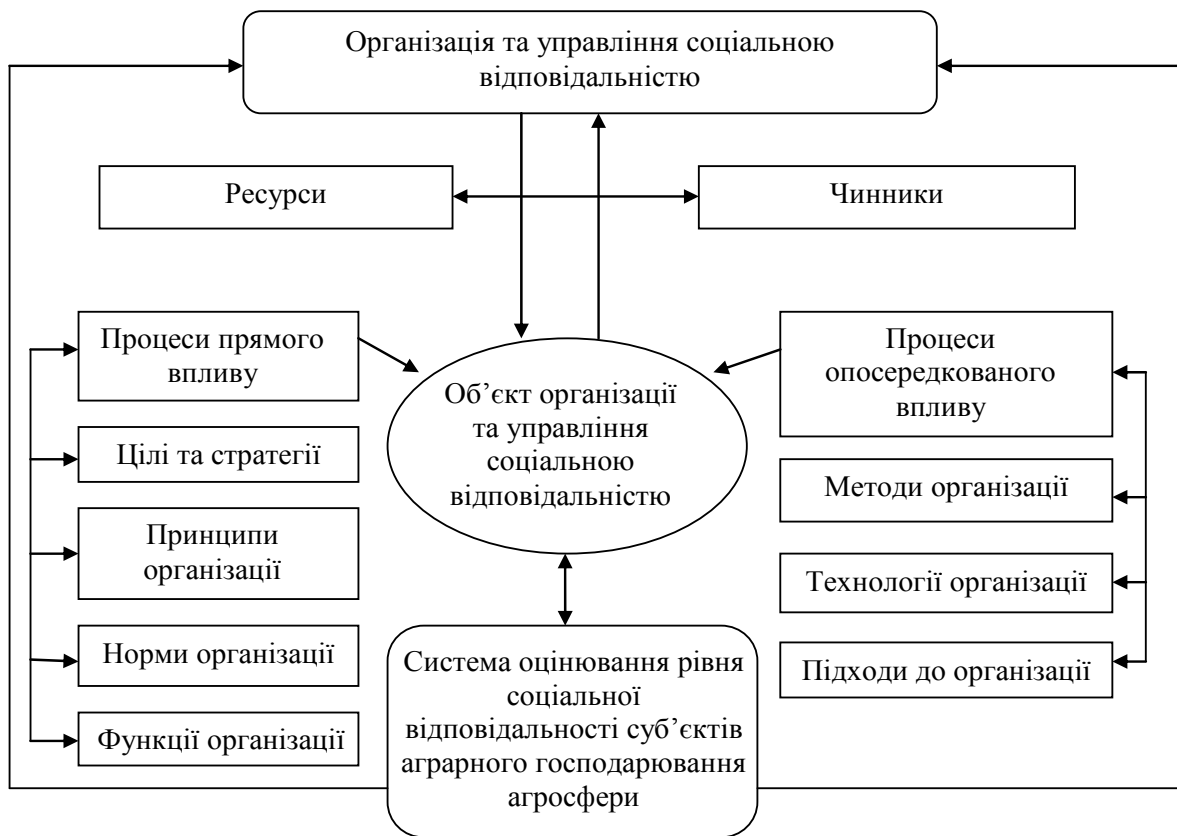 Організація та управління соціальною
відповідальністю
Ресурси
Чинники
Процеси прямого
впливу
Цілі та стратегії
Принципи
організації
Норми організації
Функції організації
Об’єкт організації
та управління
соціальною
відповідальністю
Процеси
опосередкованого
впливу
Методи організації
Технології організації
Підходи до організації
Система оцінювання рівня
соціальної
відповідальності суб’єктів
аграрного господарювання
агросфери